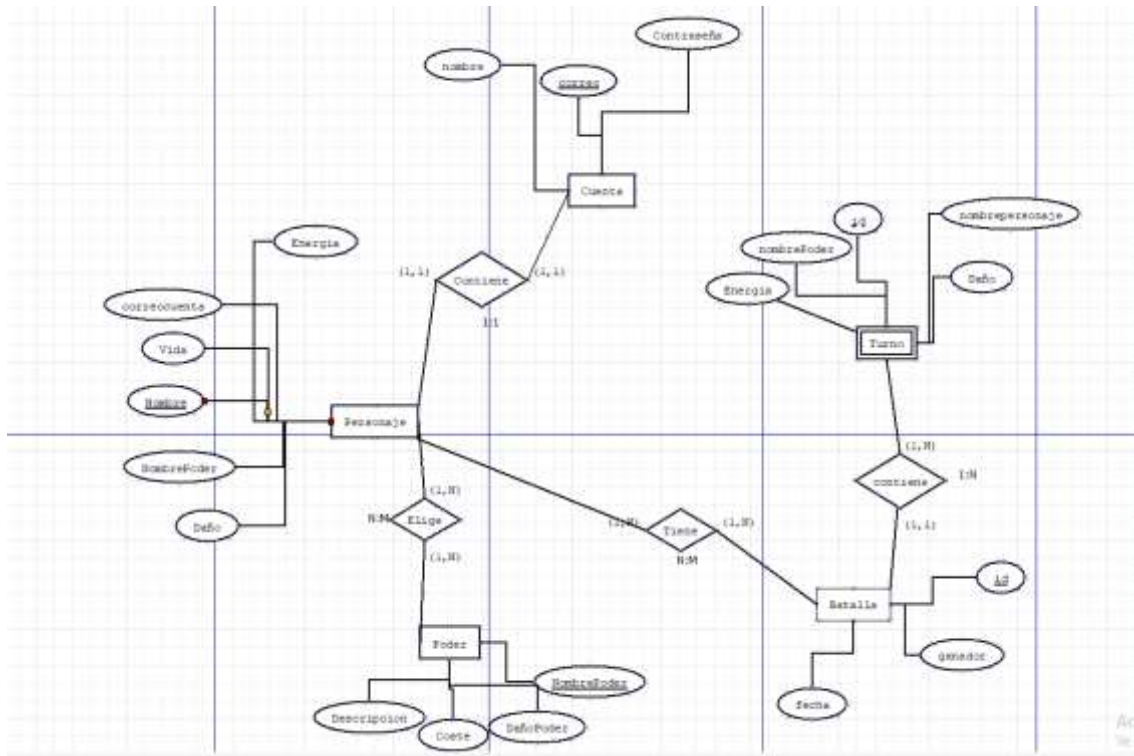 Contraseña
nombre
correo
Cuenta
Energia
Contiene
(1,1)
(1,1)
1:1
correocuenta
Vida
Nombre
Personaje
NombrePoder
Daño
id
nombrepersonaje
nombrePoder
Energia
Daño
Turno
(1,N)
contiene
1:N
(1,1)
(1,N)
N:M
Elige
(1,N)
(1,N)
Tiene
(1,N)
N:M
id
Batalla
ganador
fecha
Poder
NombrePoder
Descripcion
DañoPoder